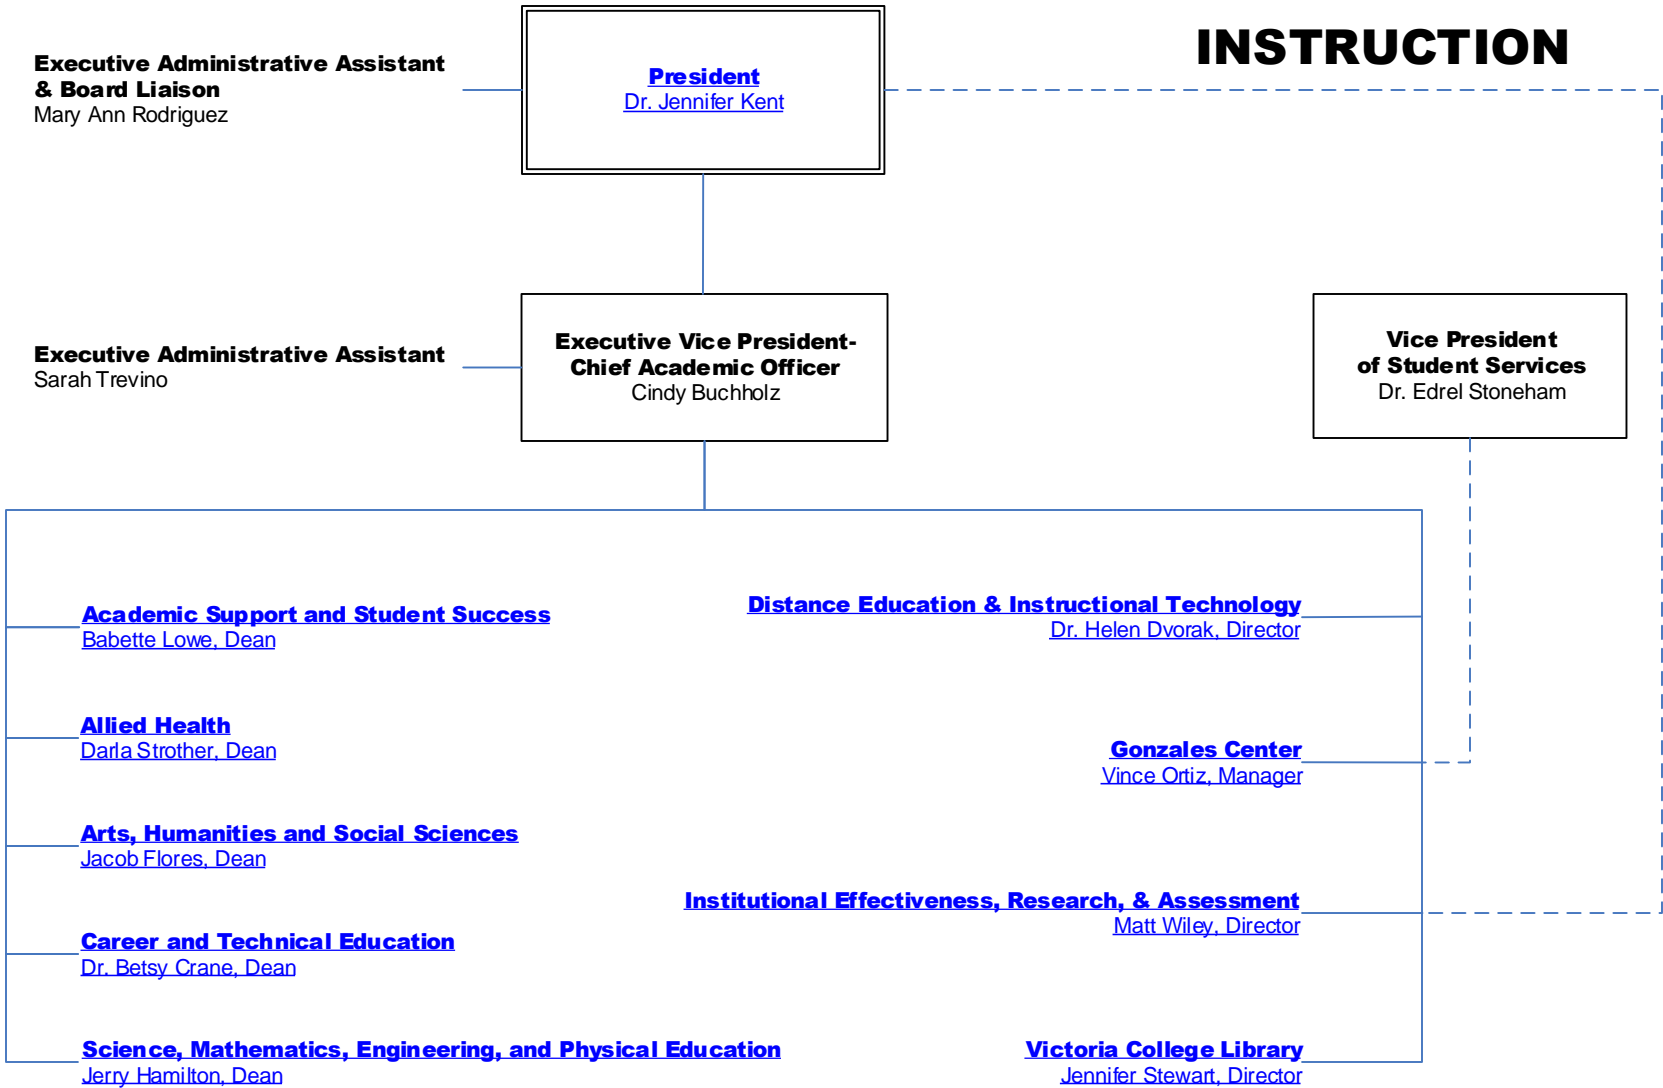 INSTRUCTION
Executive Administrative Assistant
& Board Liaison
Mary Ann Rodriguez
President
Dr. Jennifer Kent
Executive Administrative Assistant
Sarah Trevino
Executive Vice President-
Chief Academic Officer
Cindy Buchholz
Vice President
of Student Services
Dr. Edrel Stoneham
Academic Support and Student Success
Babette Lowe, Dean
Allied Health
Darla Strother, Dean
Arts, Humanities and Social Sciences
Jacob Flores, Dean
Career and Technical Education
Dr. Betsy Crane, Dean
Science, Mathematics, Engineering, and Physical Education
Jerry Hamilton, Dean
Distance Education & Instructional Technology
Dr. Helen Dvorak, Director
Gonzales Center
Vince Ortiz, Manager
Institutional Effectiveness, Research, & Assessment
Matt Wiley, Director
Victoria College Library
Jennifer Stewart, Director